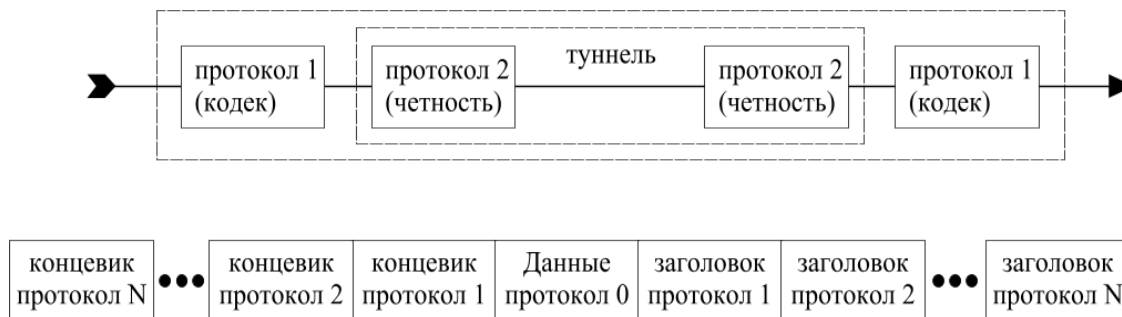 туннель
протокол 1
(кодек)
протокол 2
(четность)
протокол 2
(четность)
протокол 1
(кодек)
концевик
протокол N
концевик
протокол 2
концевик
протокол 1
Данные
протокол 0
заголовок
протокол 1
заголовок
протокол 2
заголовок
протокол N